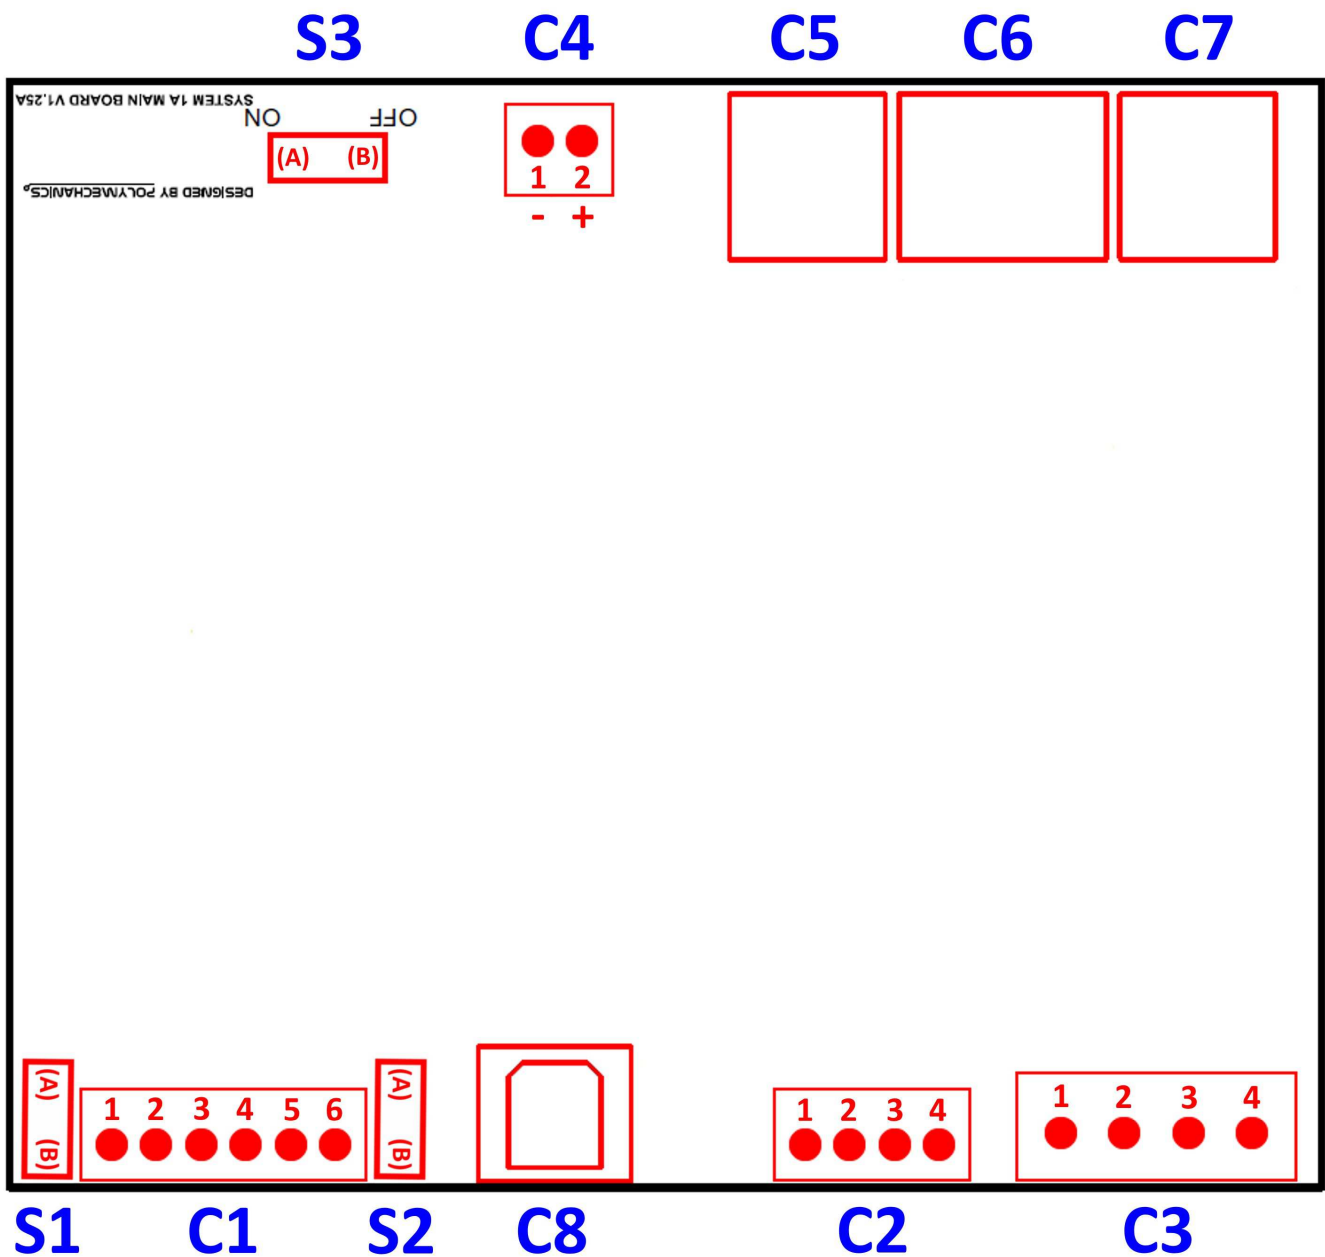 S3 C4 C5 C6 C7
SYSTEM 1A MAIN BOARD V1.25A
ON OFF
(A) (B)
1 2
DESIGNED BY POLYMECHANICS
- +
(A) (A)
1 2 3 4 5 6
1 2 3 4
1 2 3 4
(B) (B)
S1 C1 S2 C8 C2 C3